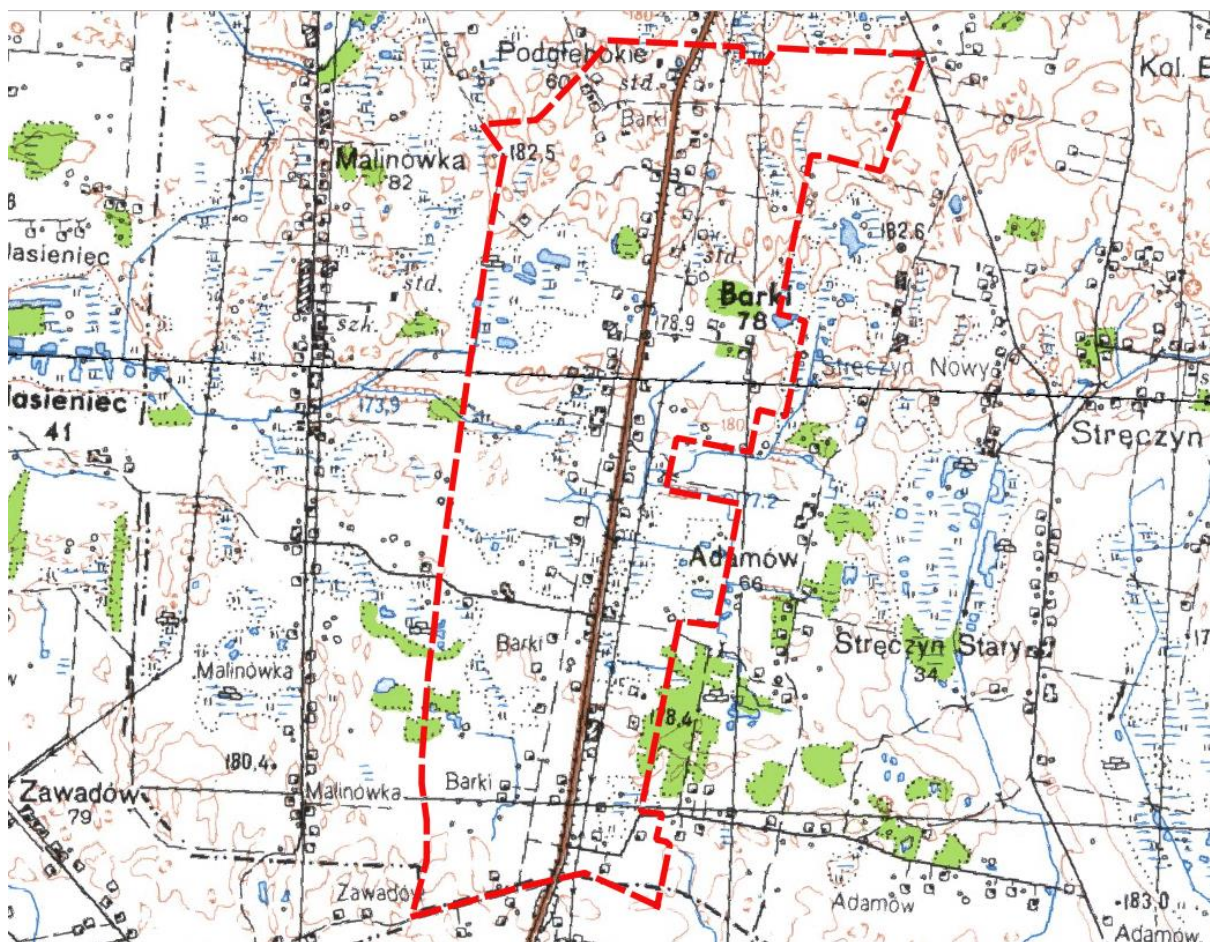 Podgłębokie
60
std.
Barki
Kol. B
Malinówka
82
182,5
182,6
Jasieniec
std.
std.
szk.
Barki
78
178,9
Stręczyn Nowy
Jasieniec
41
173,9
180
Stręczyn
171.2
Adamów
66
Barki
Malinówka
Stręczyn Stary
34
178,4
180,4
Zawadów
79
Malinówka
Barki
Zawadów
Adamów
183,0
Adamów